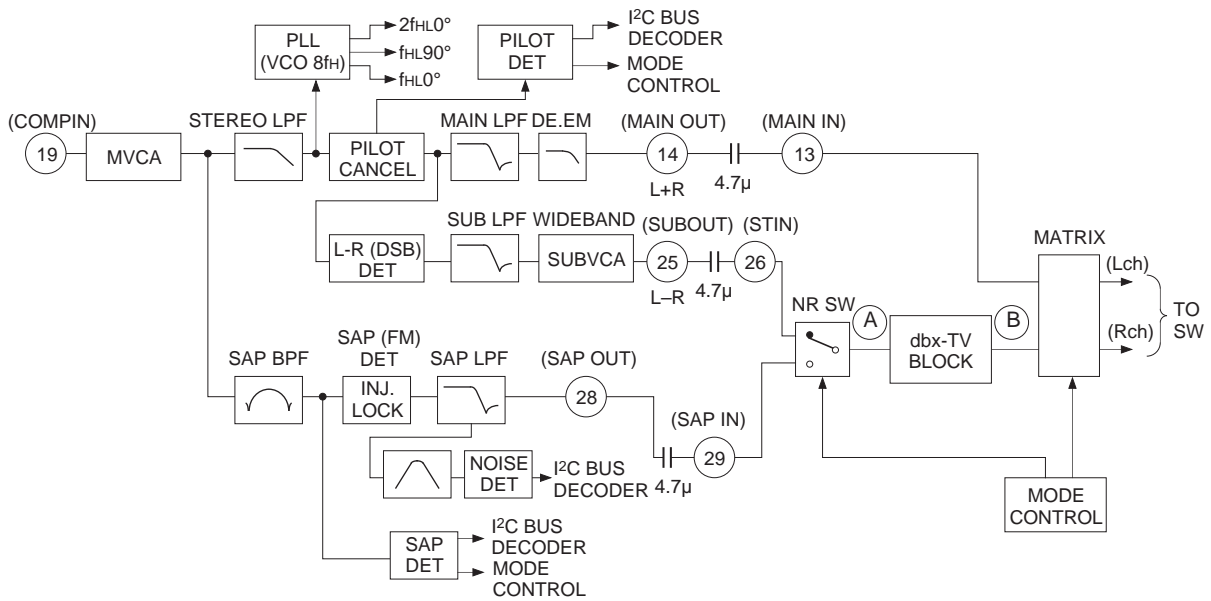 PLL
(VCO 8fH)
2fHL0°
fHL90°
fHL0°
PILOT
DET
I²C BUS
DECODER
MODE
CONTROL
(COMPIN)
19
MVCA
STEREO LPF
PILOT
CANCEL
MAIN LPF
DE.EM
(MAIN OUT)
14
L+R
4.7μ
(MAIN IN)
13
L-R (DSB)
DET
SUB LPF
WIDEBAND
SUBVCA
(SUBOUT)
25
L–R
4.7μ
(STIN)
26
NR SW
A
dbx-TV
BLOCK
B
MATRIX
(Lch)
(Rch)
TO
SW
SAP BPF
SAP (FM)
DET
INJ.
LOCK
SAP LPF
(SAP OUT)
28
4.7μ
(SAP IN)
29
NOISE
DET
I²C BUS
DECODER
SAP
DET
I²C BUS
DECODER
MODE
CONTROL
MODE
CONTROL